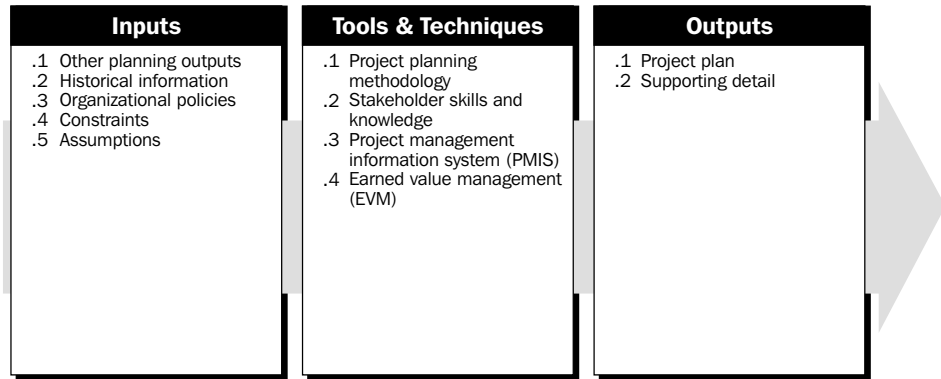 Inputs
.1 Other planning outputs
.2 Historical information
.3 Organizational policies
.4 Constraints
.5 Assumptions
Tools & Techniques
.1 Project planning
methodology
.2 Stakeholder skills and
knowledge
.3 Project management
information system (PMIS)
.4 Earned value management
(EVM)
Outputs
.1 Project plan
.2 Supporting detail